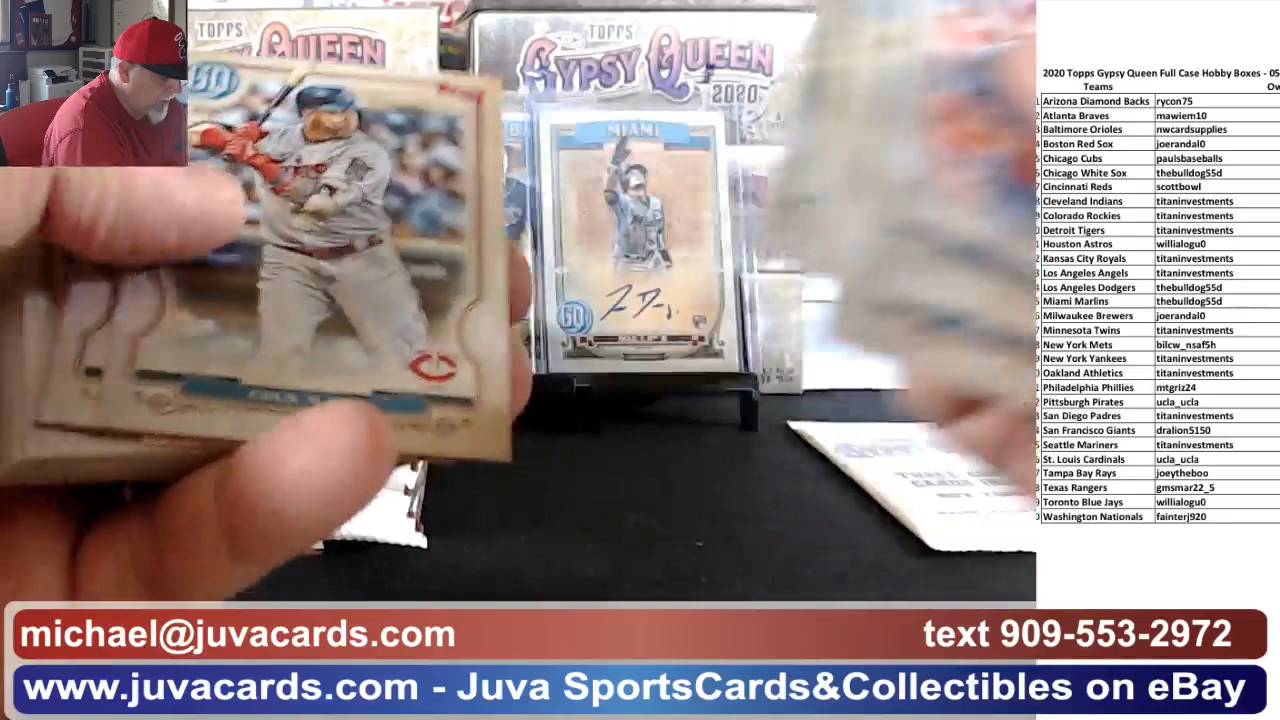 TOPPS
GYPSY QUEEN
TOPPS
GYPSY QUEEN
2020
GQ
MIAMI
GQ
2020 Topps Gypsy Queen Full Case Hobby Boxes - 05
Teams Ow
Arizona Diamond Backs rycon75
Atlanta Braves mawiem10
Baltimore Orioles nwcardsupplies
Boston Red Sox joerandal0
Chicago Cubs paulsbaseballs
Chicago White Sox thebulldog55d
Cincinnati Reds scottbowl
Cleveland Indians titaninvestments
Colorado Rockies titaninvestments
Detroit Tigers titaninvestments
Houston Astros willialogu0
Kansas City Royals titaninvestments
Los Angeles Angels titaninvestments
Los Angeles Dodgers thebulldog55d
Miami Marlins thebulldog55d
Milwaukee Brewers joerandal0
Minnesota Twins titaninvestments
New York Mets bilcw_nsaf5h
New York Yankees titaninvestments
Oakland Athletics titaninvestments
Philadelphia Phillies mtgriz24
Pittsburgh Pirates ucla_ucla
San Diego Padres titaninvestments
San Francisco Giants dralion5150
Seattle Mariners titaninvestments
St. Louis Cardinals ucla_ucla
Tampa Bay Rays joeytheboo
Texas Rangers gmsmar22_5
Toronto Blue Jays willialogu0
Washington Nationals fainterj920
michael@juvacards.com text 909-553-2972
www.juvacards.com - Juva SportsCards&Collectibles on eBay